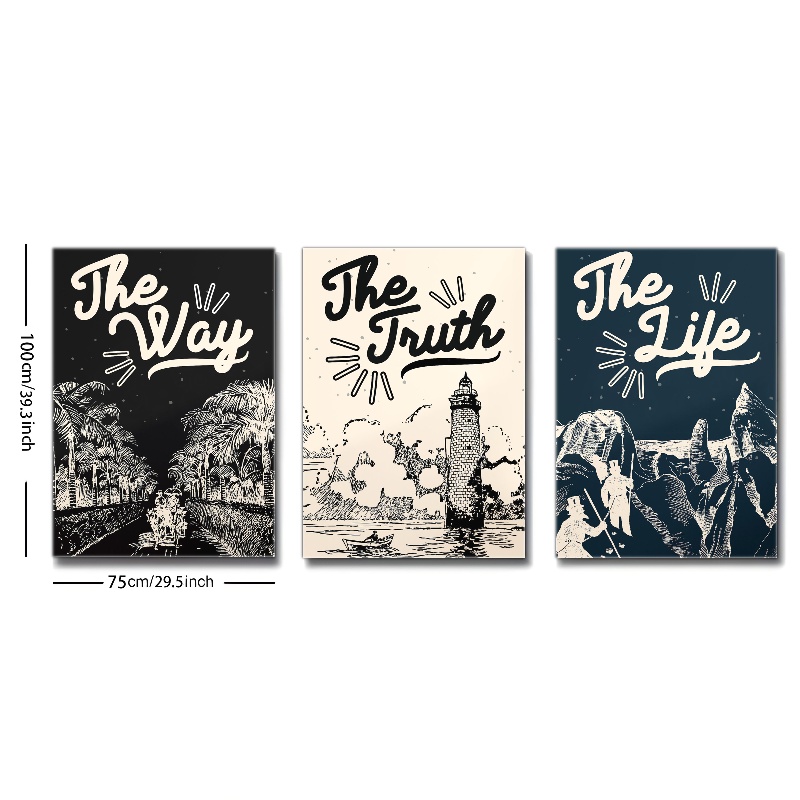 The
Way
The
Truth
The
Life
100cm/39.3inch
75cm/29.5inch